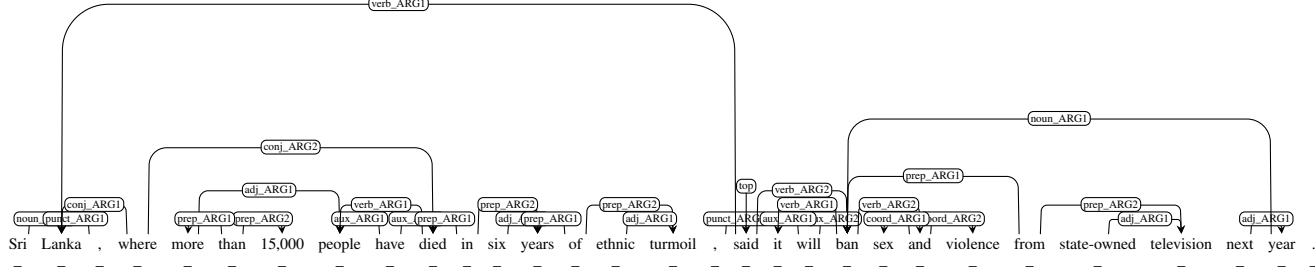 verb_ARG1
noun_ARG1
conj_ARG2
prep_ARG1
adj_ARG1 top verb_ARG2
conj_ARG1 verb_ARG1 prep_ARG2 prep_ARG2 verb_ARG1 verb_ARG2 prep_ARG2
punct_ARG1 prep_ARG1 prep_ARG2 aux_ARG1 prep_ARG1 prep_ARG1 adj_ARG1 aux_ARG1 coord_ARG1 adj_ARG1 adj_ARG1
Sri Lanka , where more than 15,000 people have died in six years of ethnic turmoil , said it will ban sex and violence from state-owned television next year .